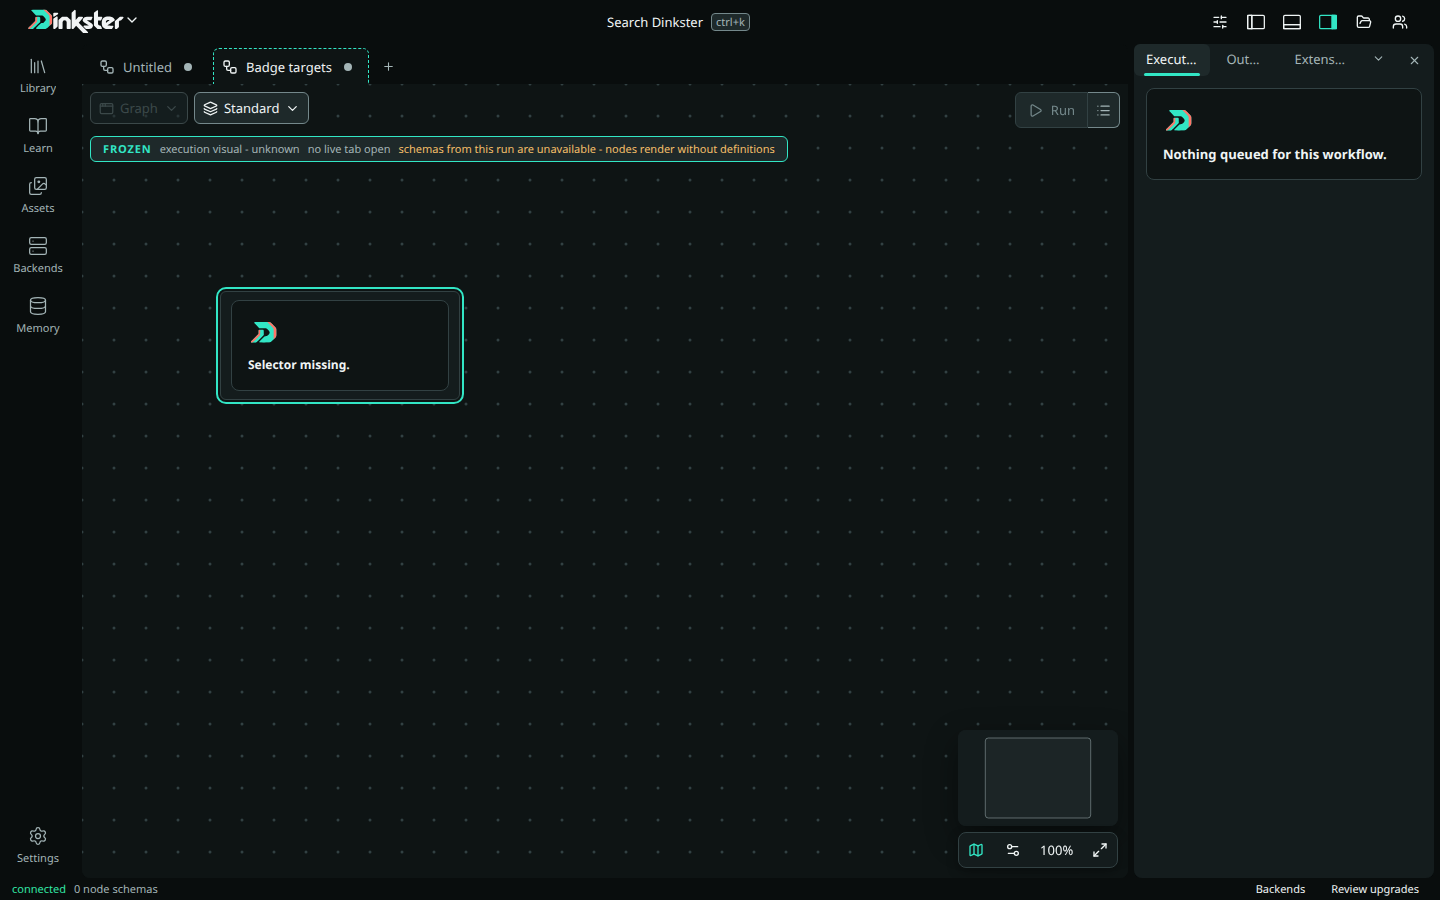 Dinkster
Search Dinkster ctrl+k
Library
Learn
Assets
Backends
Memory
Settings
Untitled
Badge targets
Graph
Standard
Run
FROZEN execution visual - unknown no live tab open schemas from this run are unavailable - nodes render without definitions
Selector missing.
100%
Execut...
Out...
Extens...
Nothing queued for this workflow.
connected 0 node schemas
Backends
Review upgrades